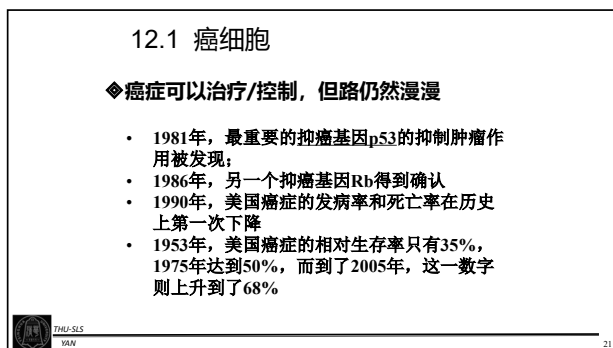 12.1 癌细胞
❖癌症可以治疗/控制，但路仍然漫漫
• 1981年，最重要的抑癌基因p53的抑制肿瘤作
用被发现；
• 1986年，另一个抑癌基因Rb得到确认
• 1990年，美国癌症的发病率和死亡率在历史
上第一次下降
• 1953年，美国癌症的相对生存率只有35%，
1975年达到50%，而到了2005年，这一数字
则上升到了68%
THU-SLS
YAN
21